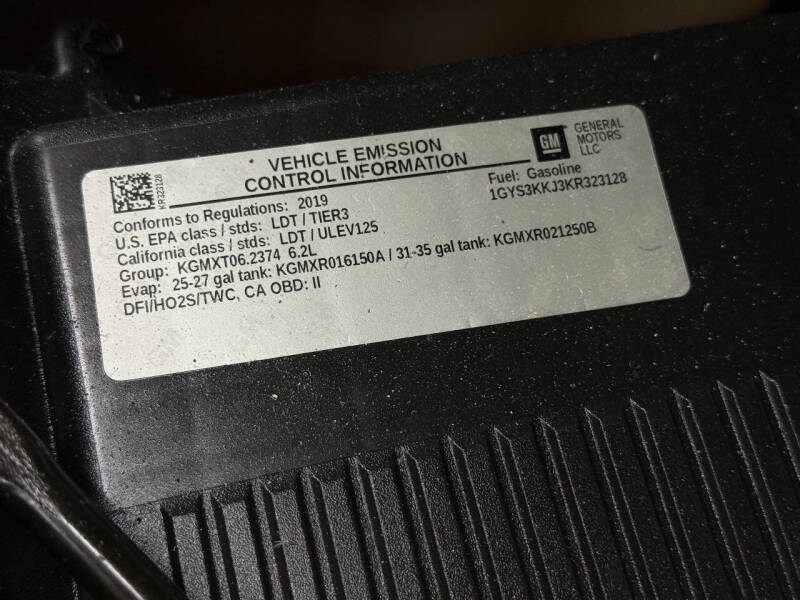 KR323128
VEHICLE EMISSION
CONTROL INFORMATION
GM
GENERAL
MOTORS
LLC
Conforms to Regulations: 2019
Fuel: Gasoline
U.S. EPA class / stds: LDT / TIER3
1GYS3KKJ3KR323128
California class / stds: LDT / ULEV125
Group: KGMXT06.2374 6.2L
Evap: 25-27 gal tank: KGMXR016150A / 31-35 gal tank: KGMXR021250B
DFI/HO2S/TWC, CA OBD: II